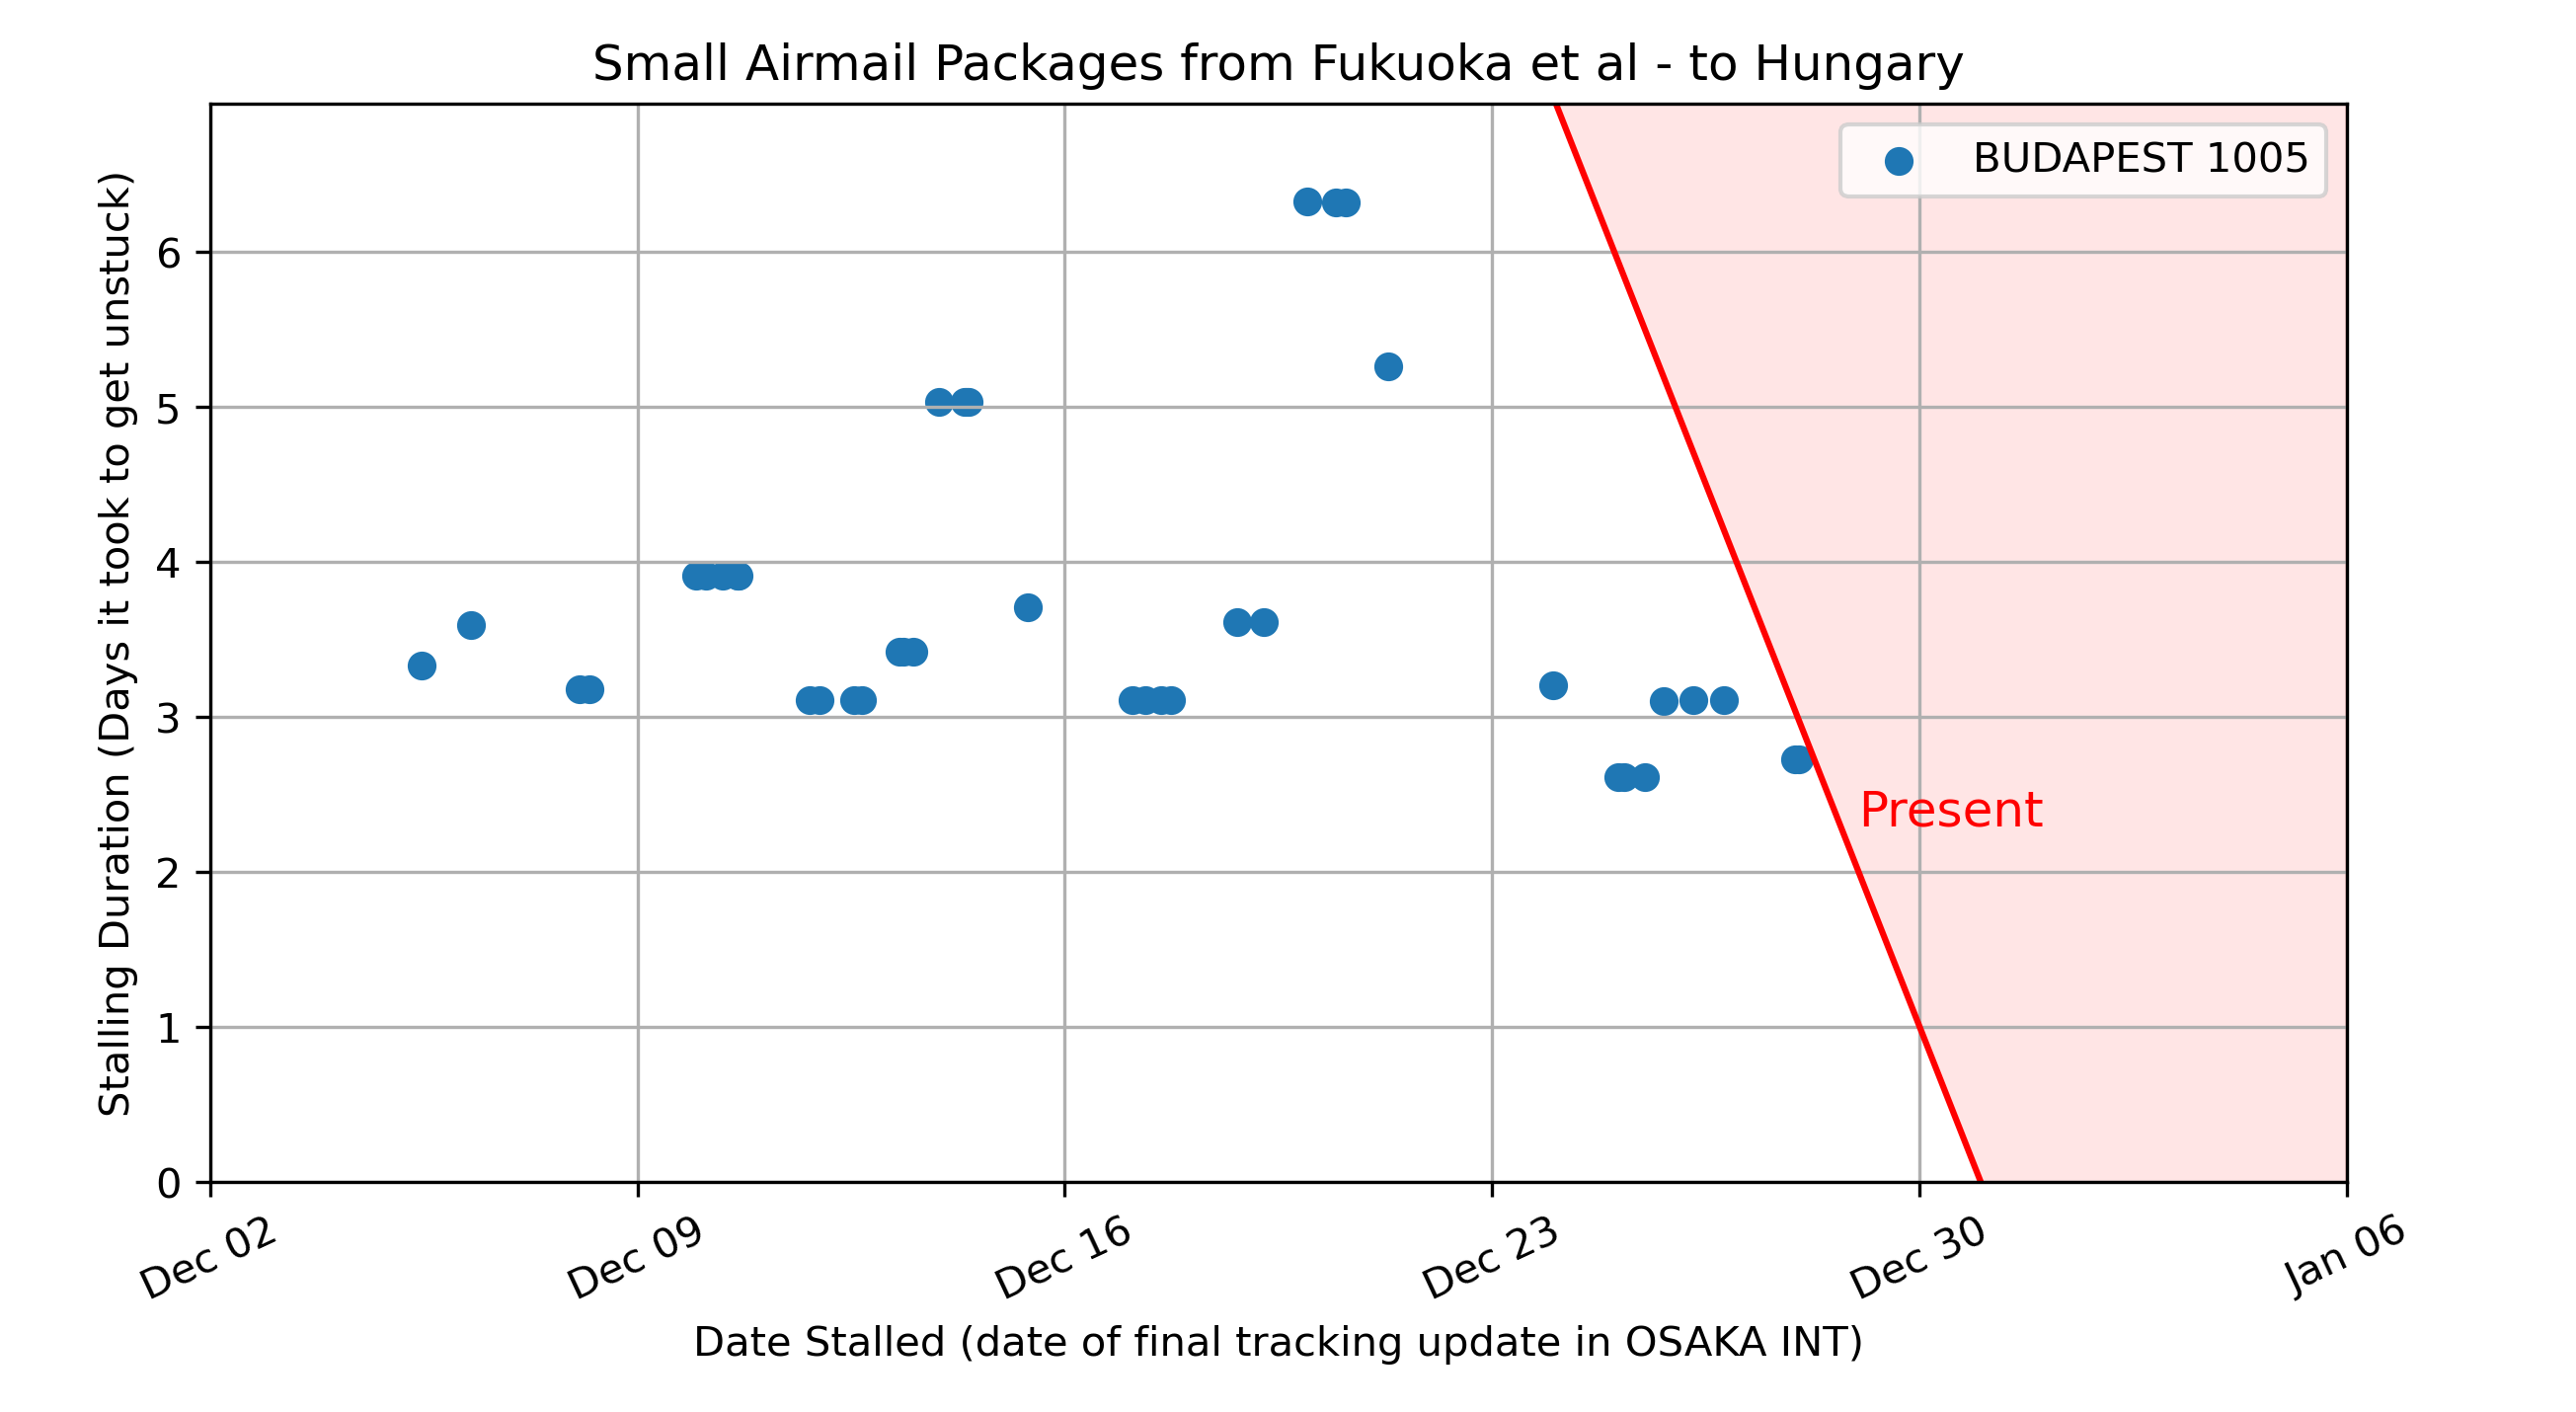 Small Airmail Packages from Fukuoka et al - to Hungary
BUDAPEST 1005
Stalling Duration (Days it took to get unstuck)
6
5
4
3
2
1
0
Present
Dec 02
Dec 09
Dec 16
Dec 23
Dec 30
Jan 06
Date Stalled (date of final tracking update in OSAKA INT)